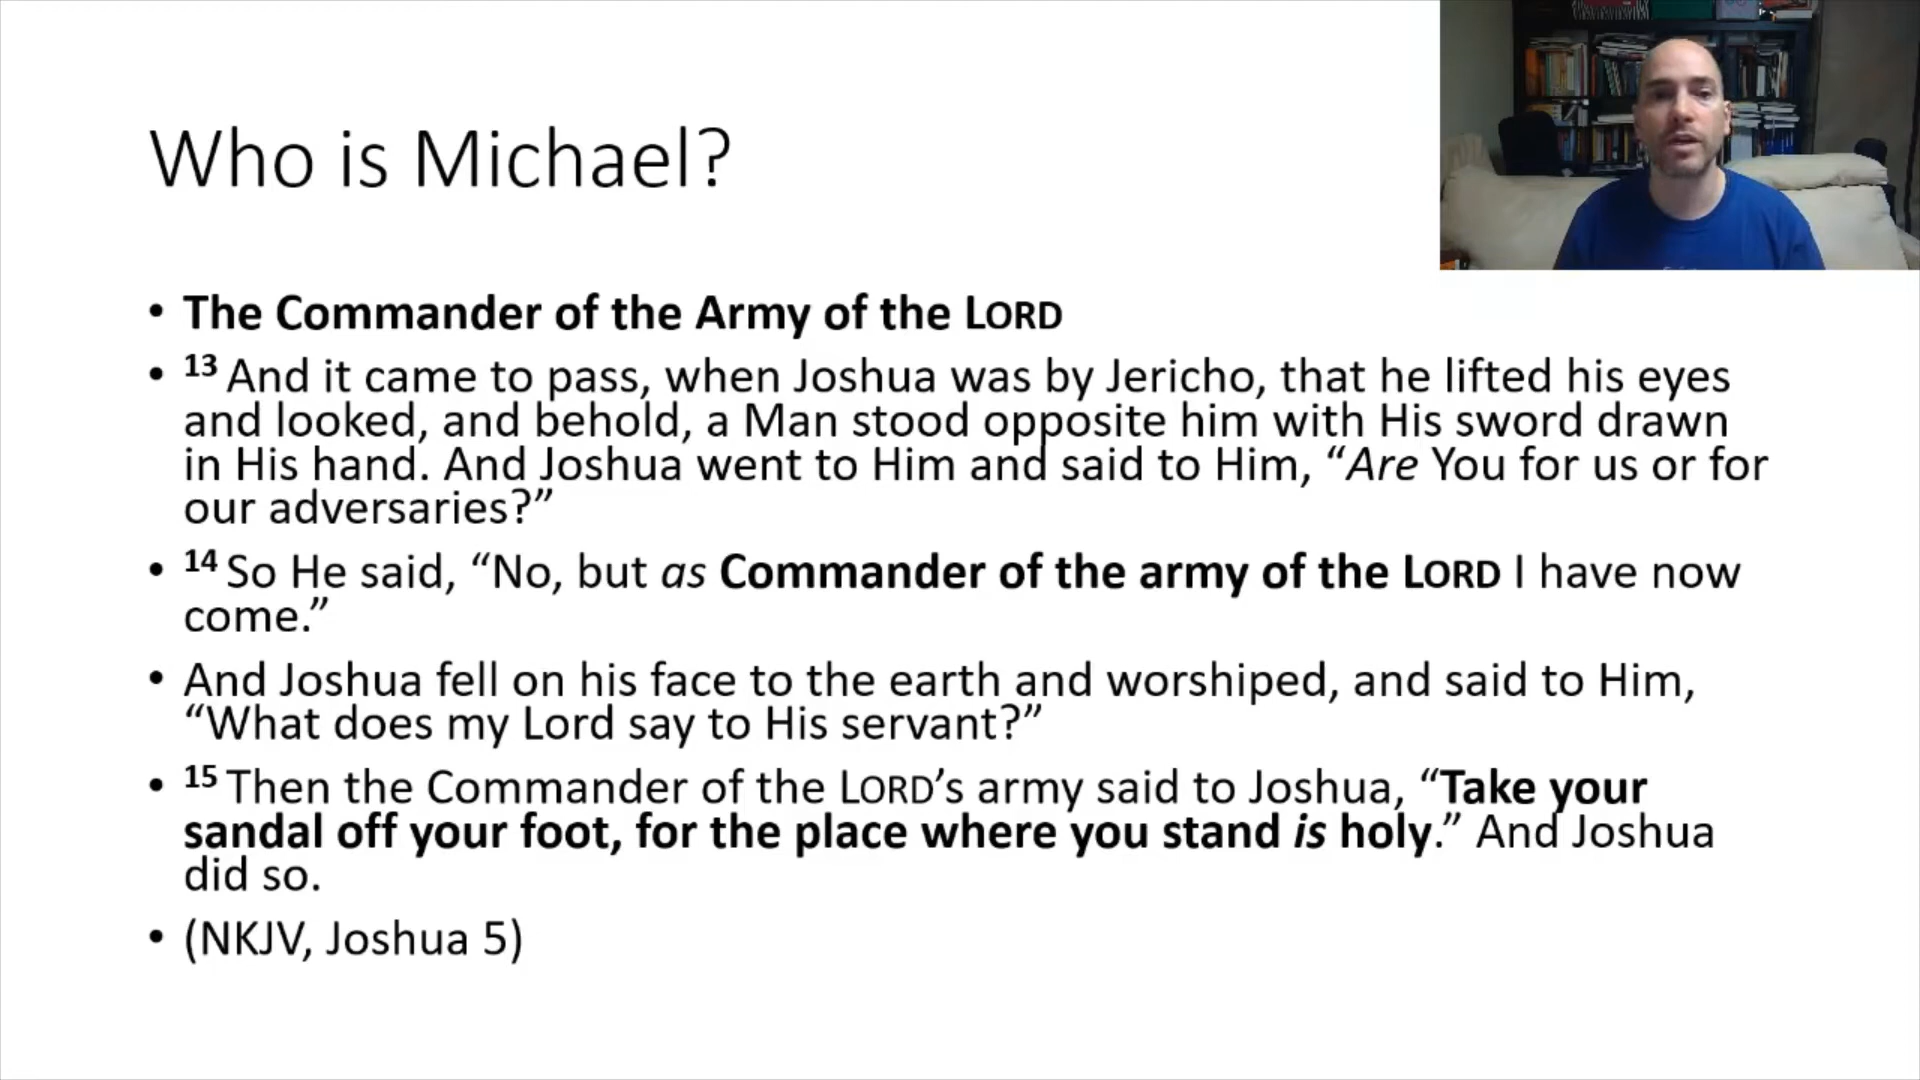 Who is Michael?
• The Commander of the Army of the LORD
• 13 And it came to pass, when Joshua was by Jericho, that he lifted his eyes
and looked, and behold, a Man stood opposite him with His sword drawn
in His hand. And Joshua went to Him and said to Him, “Are You for us or for
our adversaries?”
• 14 So He said, “No, but as Commander of the army of the LORD I have now
come.”
• And Joshua fell on his face to the earth and worshiped, and said to Him,
“What does my Lord say to His servant?”
• 15 Then the Commander of the LORD’s army said to Joshua, “Take your
sandal off your foot, for the place where you stand is holy.” And Joshua
did so.
• (NKJV, Joshua 5)